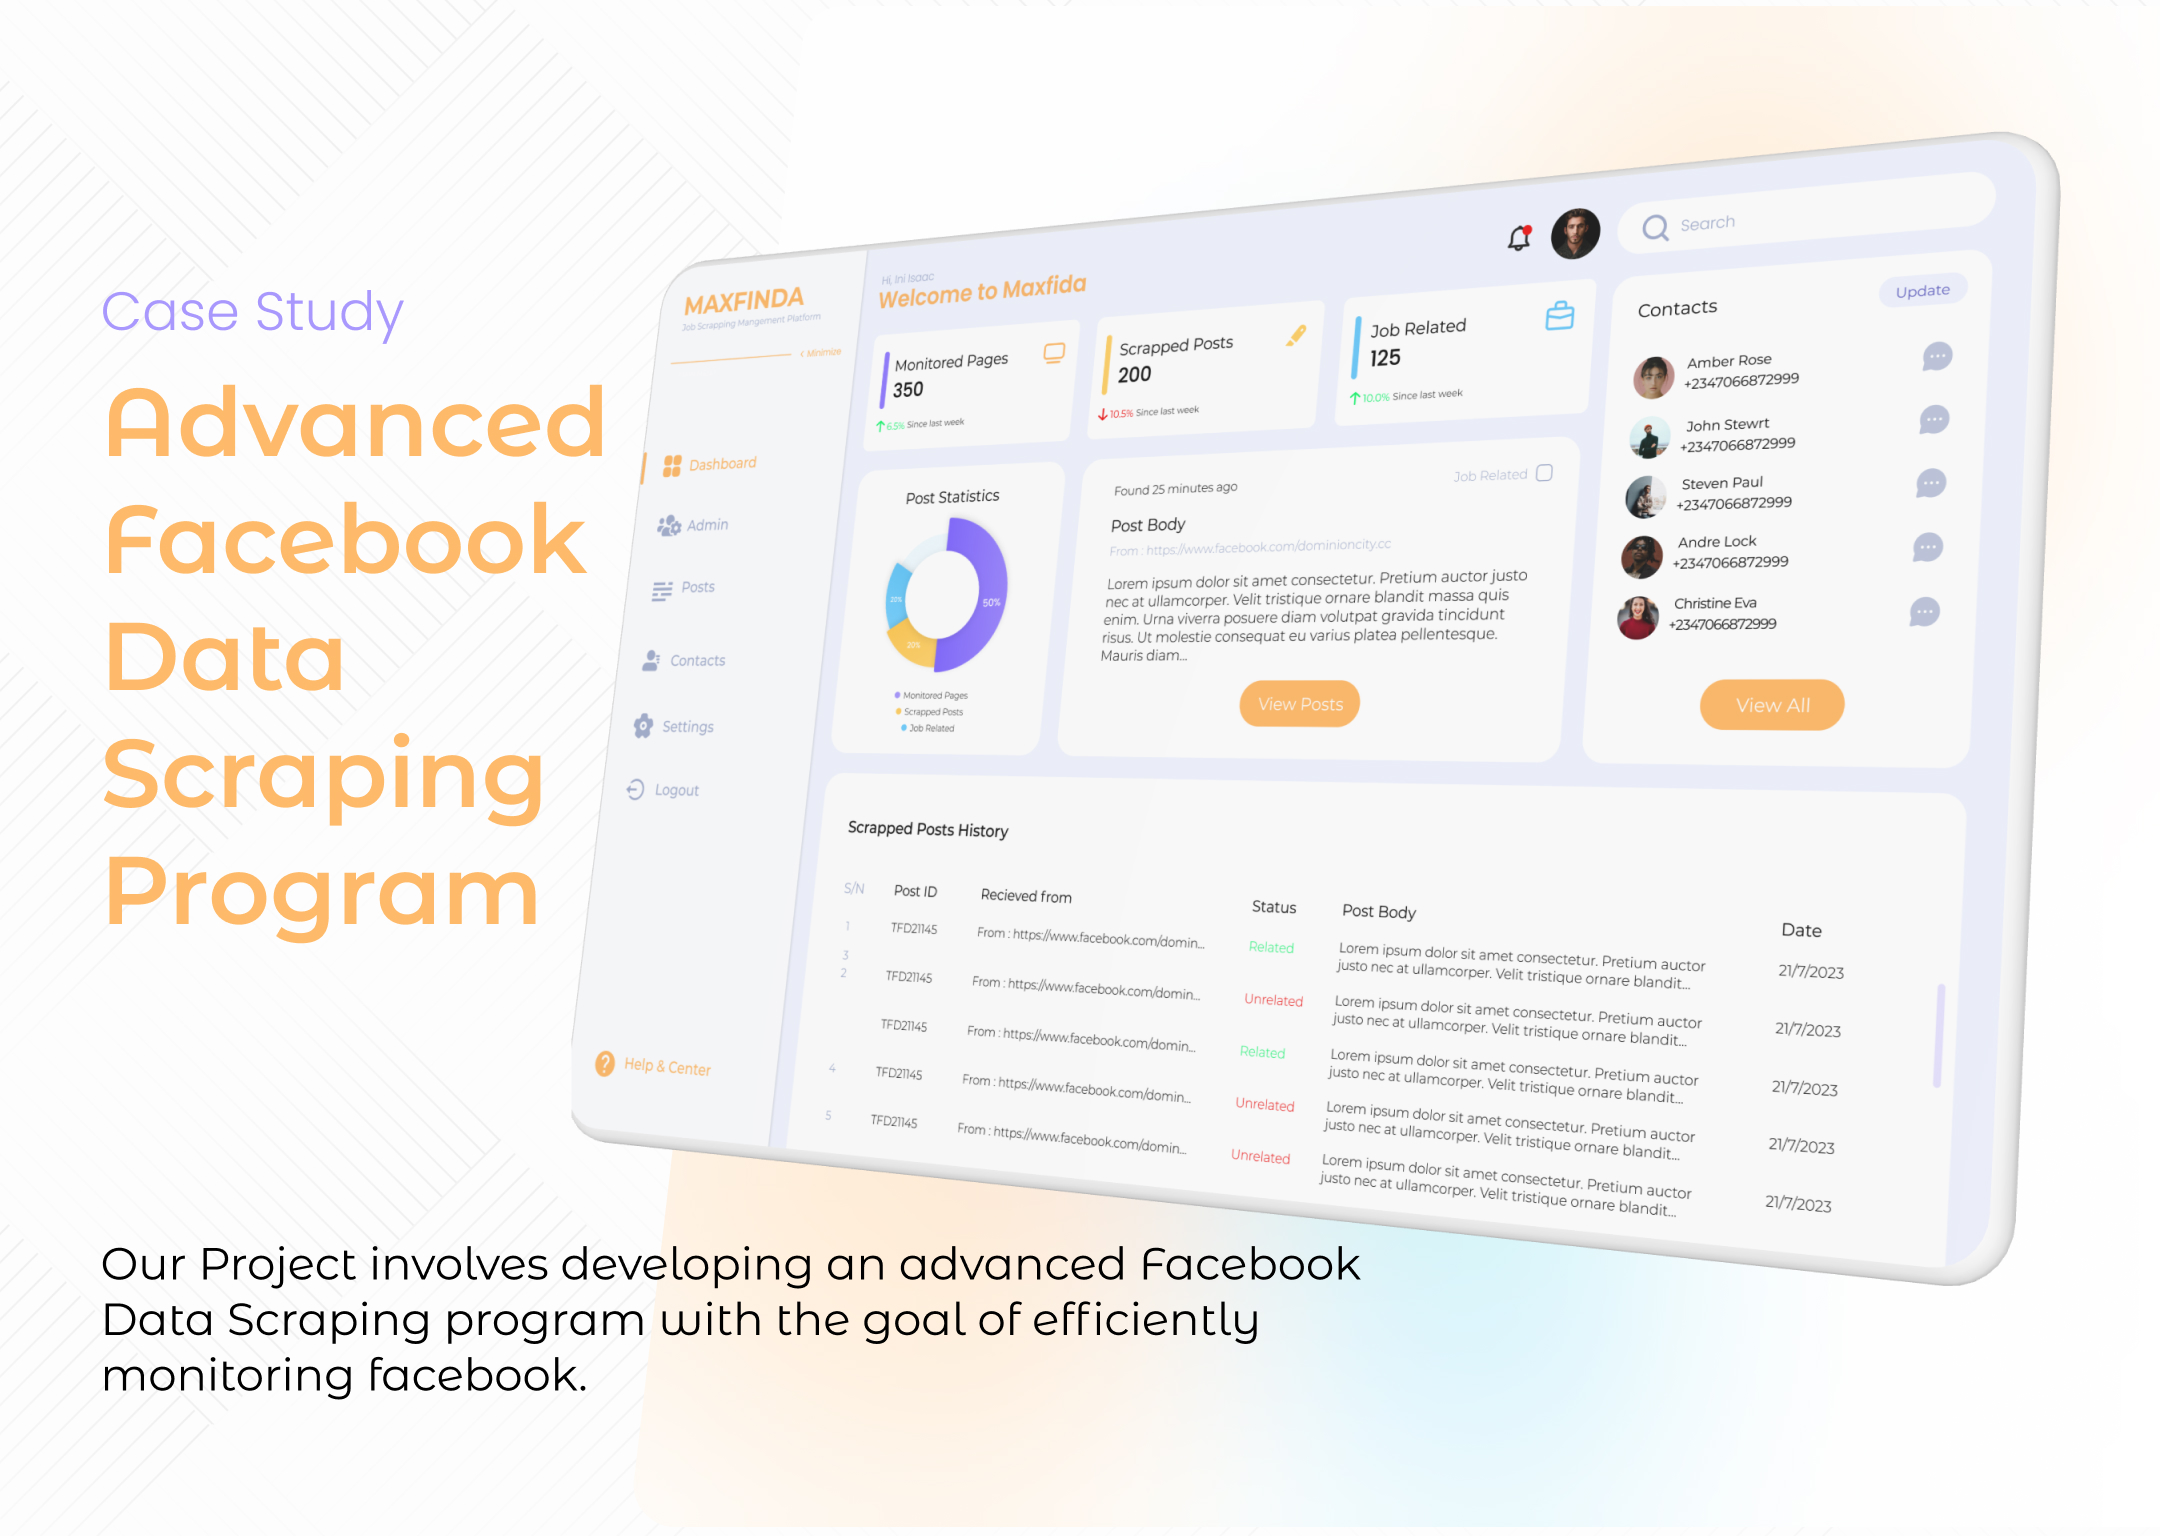 Case Study
Advanced
Facebook
Data
Scraping
Program
Our Project involves developing an advanced Facebook
Data Scraping program with the goal of efficiently
monitoring facebook.
MAXFINDA
Job Scrapping Mangement Platform
‹ Minimize
Dashboard
Admin
Posts
Contacts
Settings
Logout
Help & Center
Hi, Ini Isaac
Welcome to Maxfida
Search
Monitored Pages
350
6.5% Since last week
Scrapped Posts
200
10.5% Since last week
Job Related
125
10.0% Since last week
Post Statistics
50%
20%
20%
Monitored Pages
Scrapped Posts
Job Related
Found 25 minutes ago
Job Related
Post Body
From : https://www.facebook.com/dominioncity.cc
Lorem ipsum dolor sit amet consectetur. Pretium auctor justo
nec at ullamcorper. Velit tristique ornare blandit massa quis
enim. Urna viverra posuere diam volutpat gravida tincidunt
risus. Ut molestie consequat eu varius platea pellentesque.
Mauris diam...
View Posts
Contacts
Update
Amber Rose
+2347066872999
John Stewrt
+2347066872999
Steven Paul
+2347066872999
Andre Lock
+2347066872999
Christine Eva
+2347066872999
View All
Scrapped Posts History
S/N Post ID Recieved from Status Post Body Date
1 TFD21145 From : https://www.facebook.com/domin... Related Lorem ipsum dolor sit amet consectetur. Pretium auctor 21/7/2023
justo nec at ullamcorper. Velit tristique ornare blandit...
3
2 TFD21145 From : https://www.facebook.com/domin... Unrelated Lorem ipsum dolor sit amet consectetur. Pretium auctor 21/7/2023
justo nec at ullamcorper. Velit tristique ornare blandit...
TFD21145 From : https://www.facebook.com/domin... Related Lorem ipsum dolor sit amet consectetur. Pretium auctor 21/7/2023
justo nec at ullamcorper. Velit tristique ornare blandit...
4 TFD21145 From : https://www.facebook.com/domin... Unrelated Lorem ipsum dolor sit amet consectetur. Pretium auctor 21/7/2023
justo nec at ullamcorper. Velit tristique ornare blandit...
5 TFD21145 From : https://www.facebook.com/domin... Unrelated Lorem ipsum dolor sit amet consectetur. Pretium auctor 21/7/2023
justo nec at ullamcorper. Velit tristique ornare blandit...